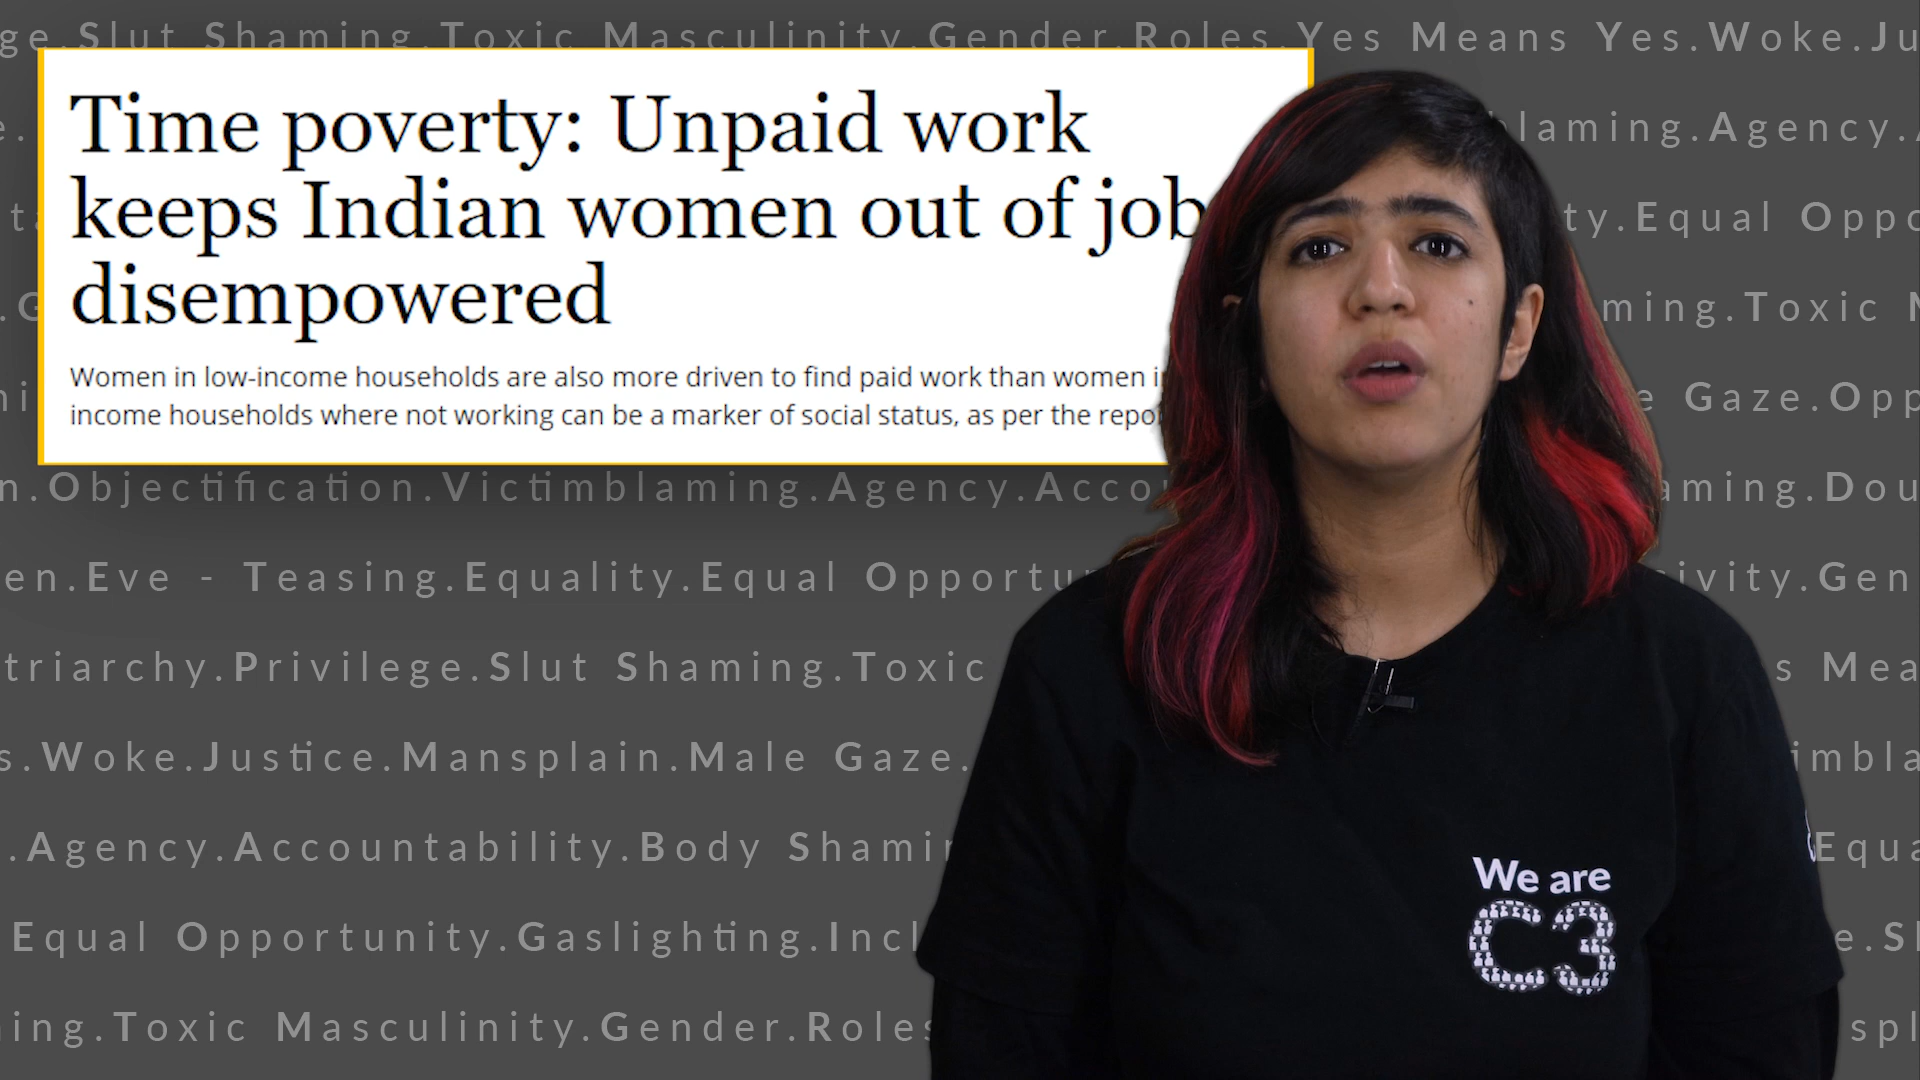 ge.Slut Shaming.Toxic Masculinity.Gender.Roles.Yes Means Yes.Woke.Ju
Time poverty: Unpaid work
keeps Indian women out of job
disempowered
Women in low-income households are also more driven to find paid work than women
income households where not working can be a marker of social status, as per the
e. blaming.Agency.
ty.Equal Oppo
.G ming.Toxic M
e Gaze.Opp
n.Objectification.Victimblaming.Agency.Accou aming.Dou
en.Eve - Teasing.Equality.Equal Opportu ivity.Gen
triarchy.Privilege.Slut Shaming.Toxic s Mea
s.Woke.Justice.Mansplain.Male Gaze. imbla
.Agency.Accountability.Body Shami Equa
Equal Opportunity.Gaslighting.Incl e.Sl
ing.Toxic Masculinity.Gender.Roles spl
We are
C3